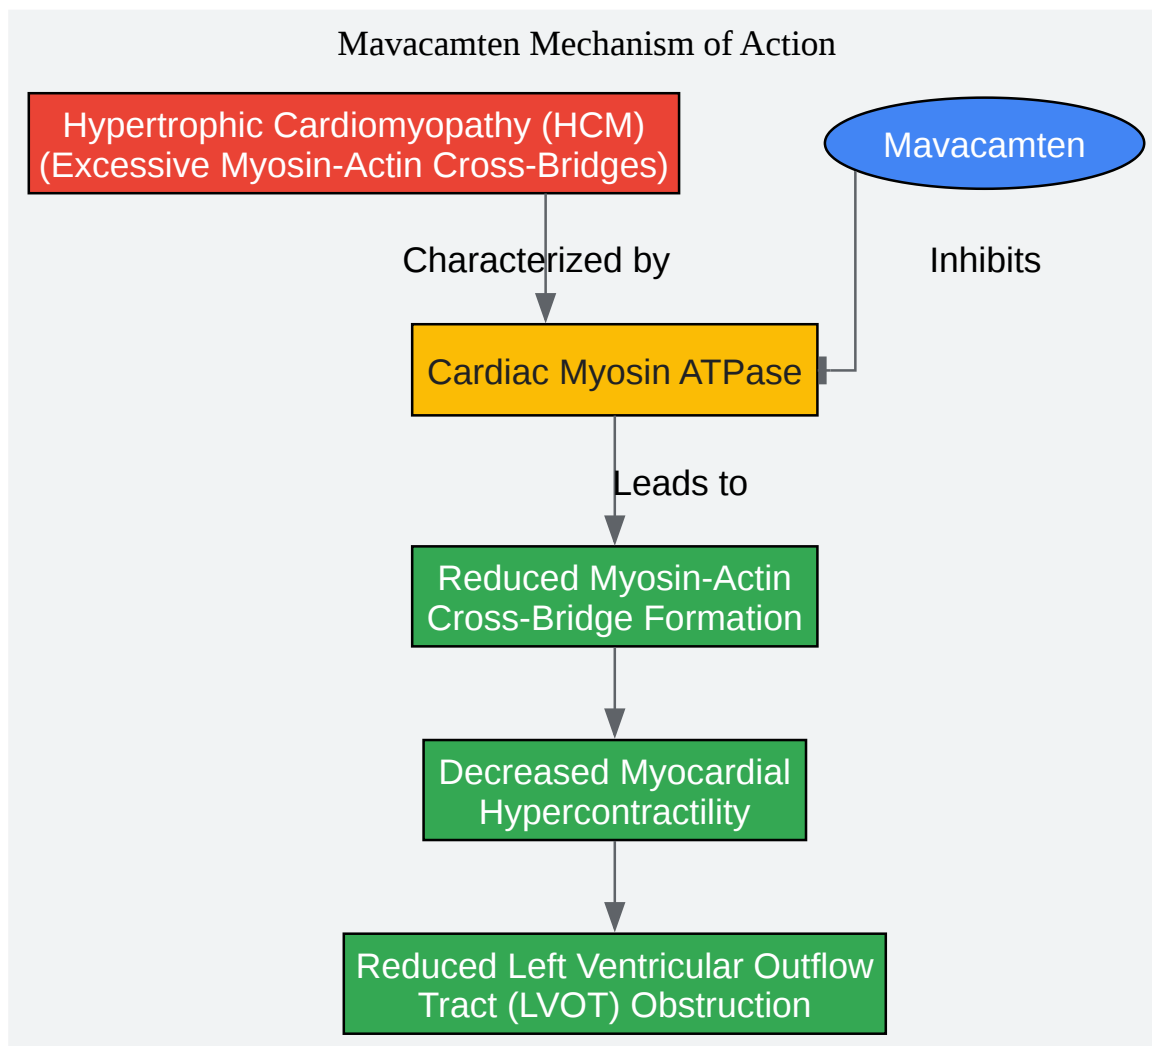 Mavacamten Mechanism of Action
Hypertrophic Cardiomyopathy (HCM)
(Excessive Myosin-Actin Cross-Bridges)
Mavacamten
Characterized by
Inhibits
Cardiac Myosin ATPase
Leads to
Reduced Myosin-Actin
Cross-Bridge Formation
Decreased Myocardial
Hypercontractility
Reduced Left Ventricular Outflow
Tract (LVOT) Obstruction